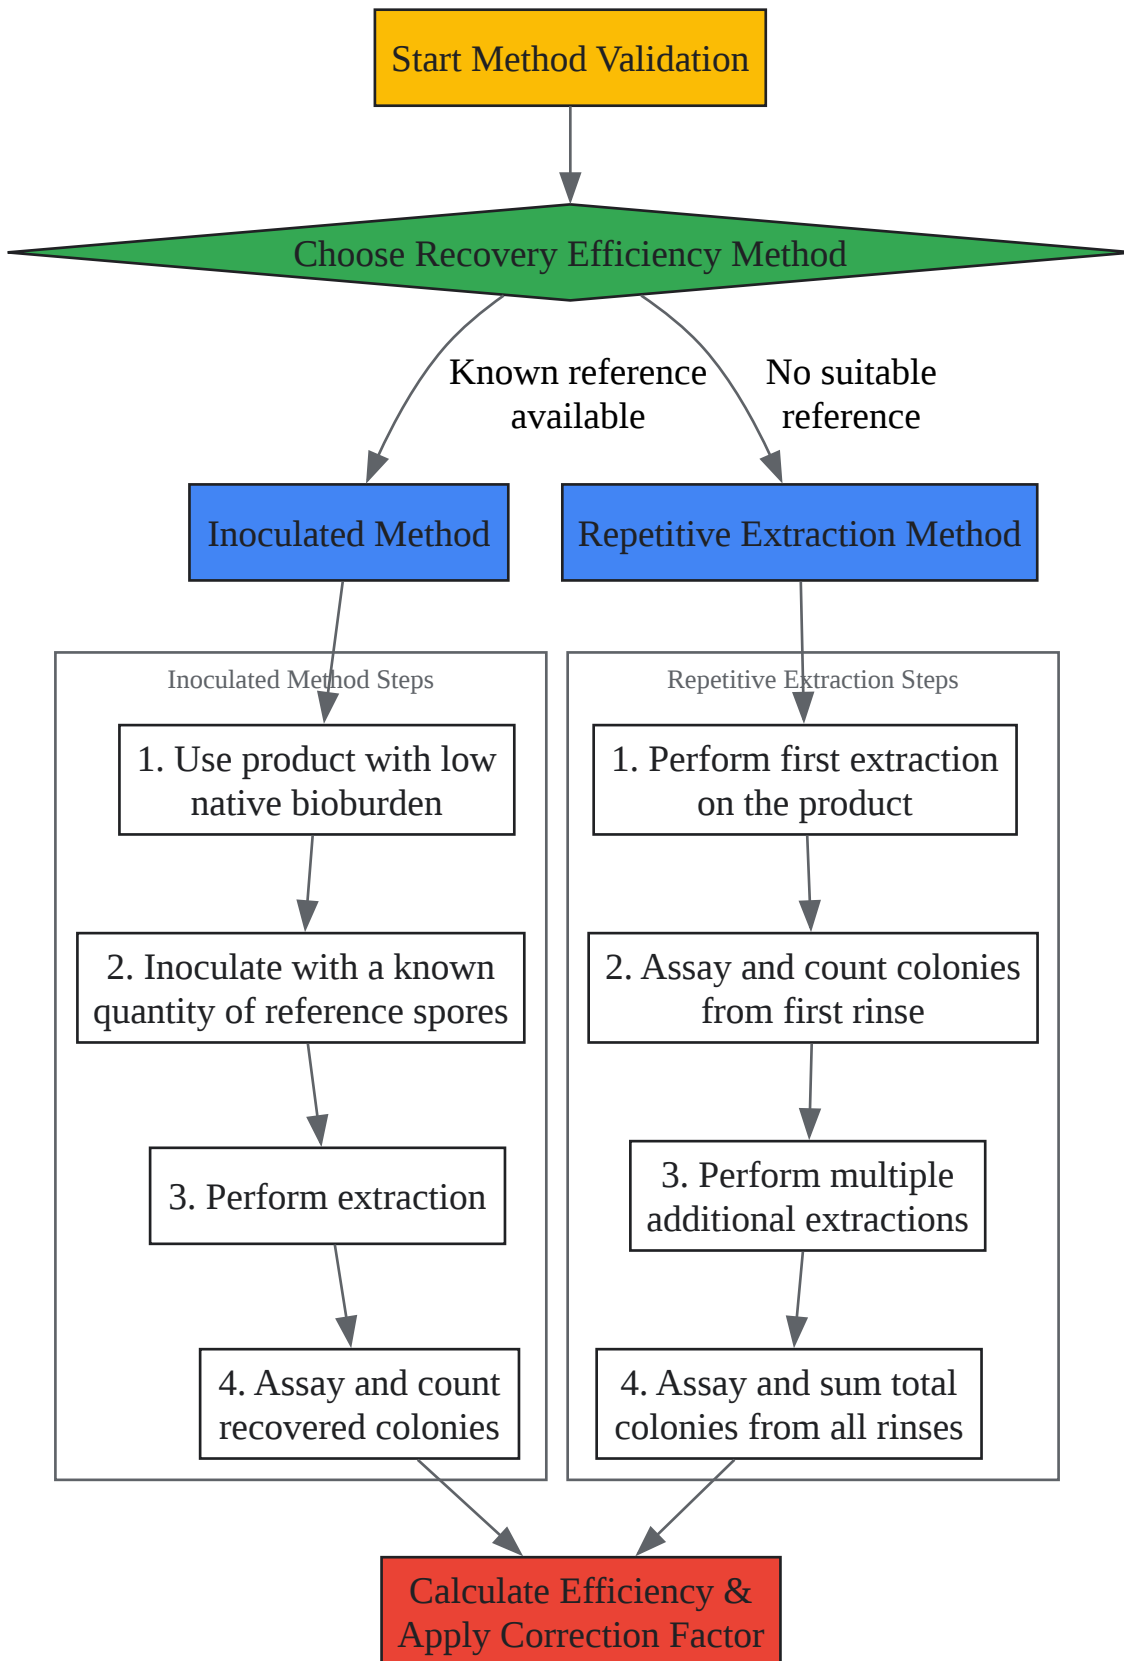 Start Method Validation
Choose Recovery Efficiency Method
Known reference
available
No suitable
reference
Inoculated Method
Repetitive Extraction Method
Inoculated Method Steps
1. Use product with low
native bioburden
2. Inoculate with a known
quantity of reference spores
3. Perform extraction
4. Assay and count
recovered colonies
Repetitive Extraction Steps
1. Perform first extraction
on the product
2. Assay and count colonies
from first rinse
3. Perform multiple
additional extractions
4. Assay and sum total
colonies from all rinses
Calculate Efficiency &
Apply Correction Factor